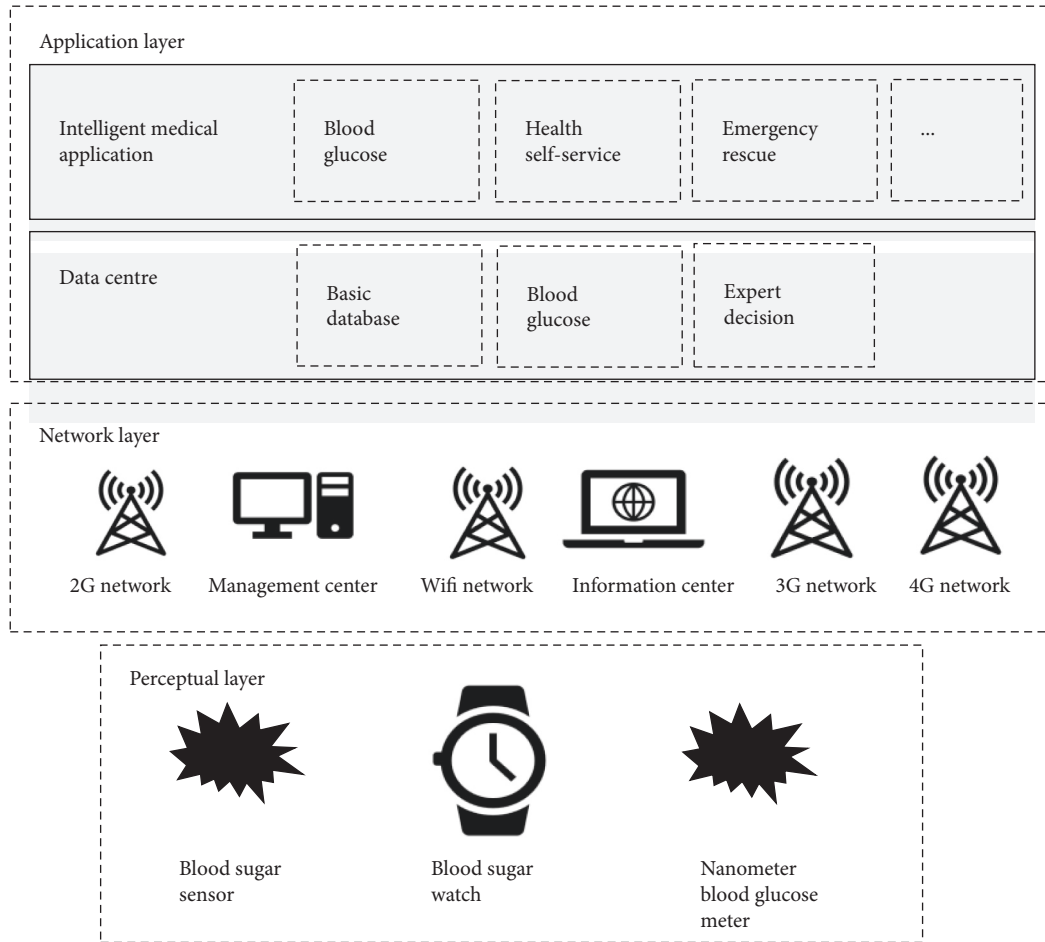 Application layer
Intelligent medical
application
Blood
glucose
Health
self-service
Emergency
rescue
...
Data centre
Basic
database
Blood
glucose
Expert
decision
Network layer
2G network
Management center
Wifi network
Information center
3G network
4G network
Perceptual layer
Blood sugar
sensor
Blood sugar
watch
Nanometer
blood glucose
meter